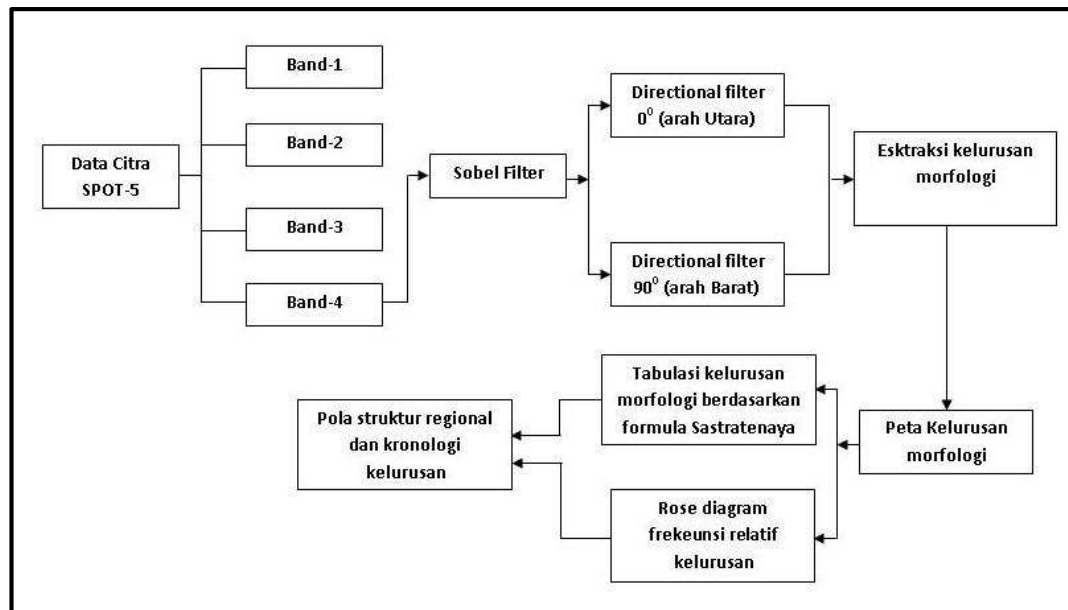 Band-1
Band-2
Data Citra
SPOT-5
Band-3
Band-4
Sobel Filter
Directional filter
0⁰ (arah Utara)
Directional filter
90⁰ (arah Barat)
Esktraksi kelurusan
morfologi
Peta Kelurusan
morfologi
Tabulasi kelurusan
morfologi berdasarkan
formula Sastratenaya
Rose diagram
frekeunsi relatif
kelurusan
Pola struktur regional
dan kronologi
kelurusan